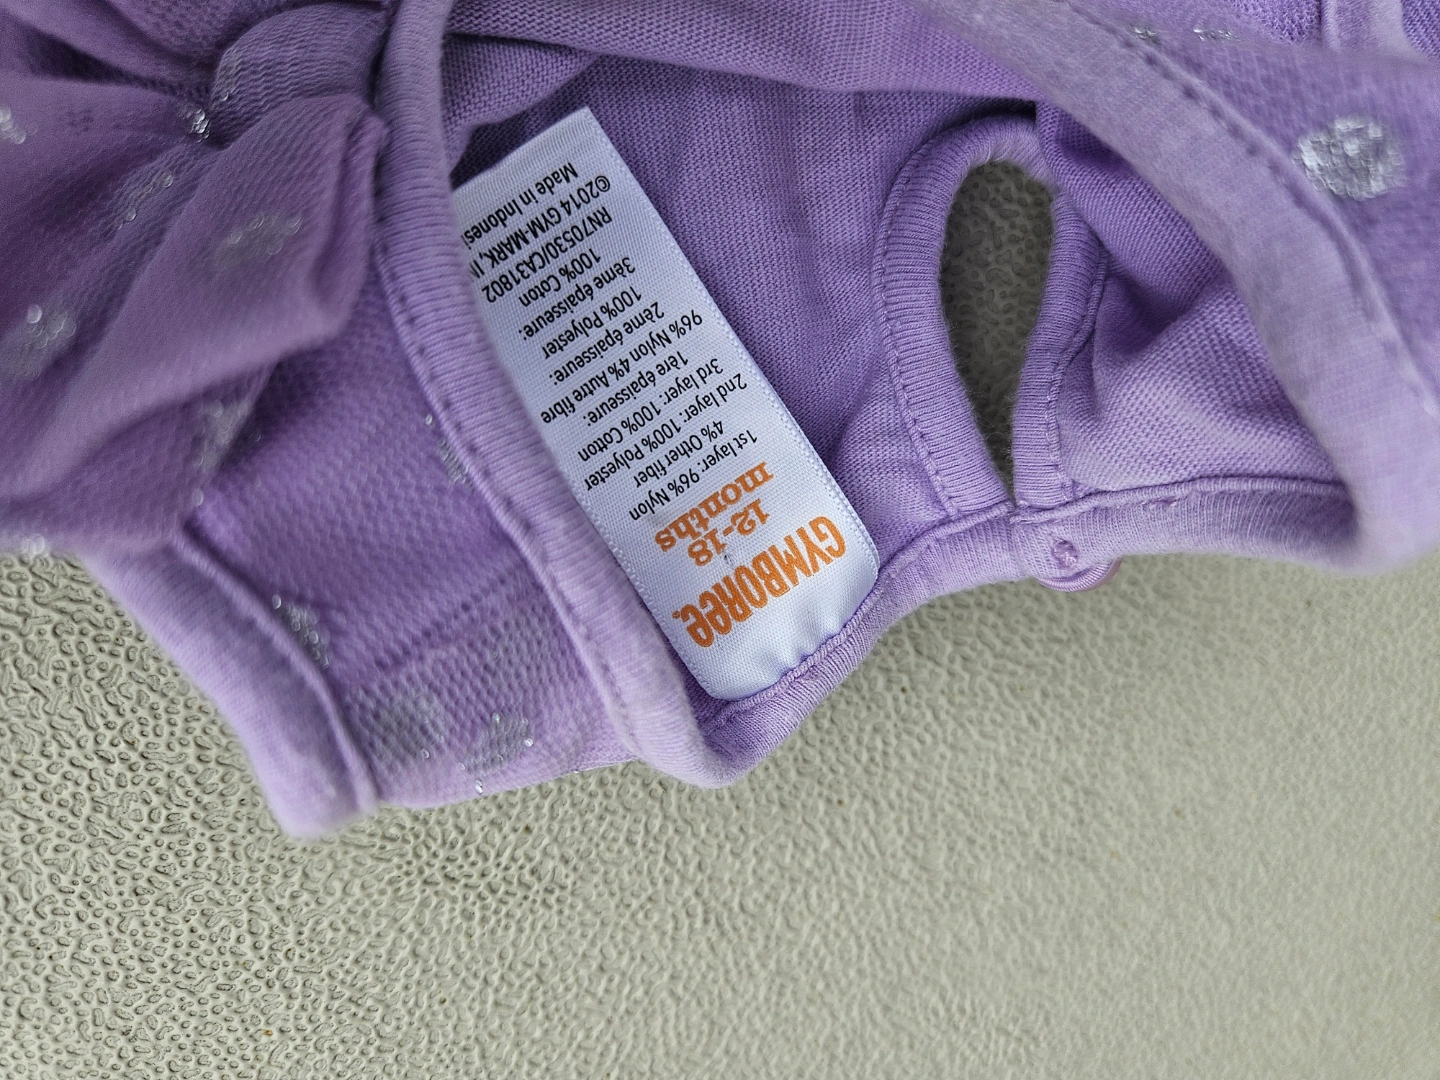 GYMBOREE
12-18
months
1st layer: 96% Nylon
4% Other fiber
2nd layer: 100% Polyester
3rd layer: 100% Cotton
1ère épaisseure:
96% Nylon 4% Autre fibre
2ème épaisseure:
100% Polyester
3ème épaisseure:
100% Coton
RN70530/CA31802
©2014 GYM-MARK, IN
Made in Indonesi